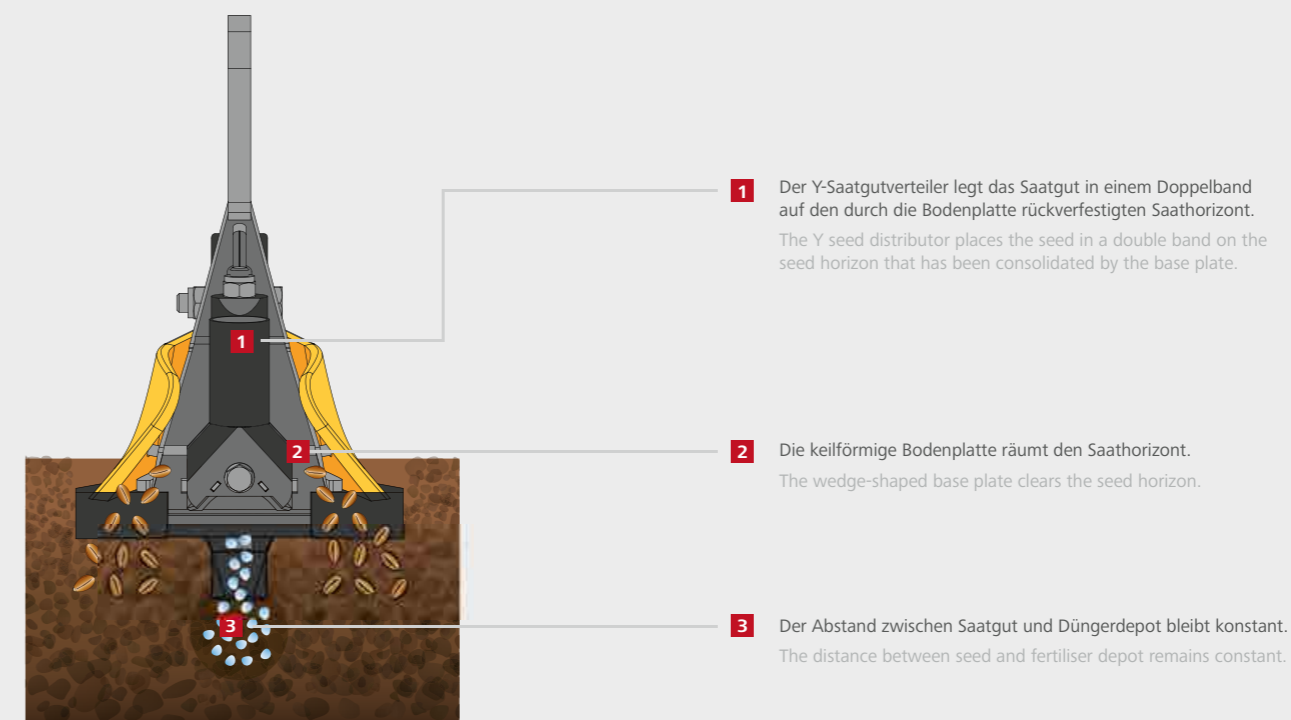 1
Der Y-Saatgutverteiler legt das Saatgut in einem Doppelband
auf den durch die Bodenplatte rückverfestigten Saathorizont.
The Y seed distributor places the seed in a double band on the
seed horizon that has been consolidated by the base plate.
1
2
2
Die keilförmige Bodenplatte räumt den Saathorizont.
The wedge-shaped base plate clears the seed horizon.
3
3
Der Abstand zwischen Saatgut und Düngerdepot bleibt konstant.
The distance between seed and fertiliser depot remains constant.